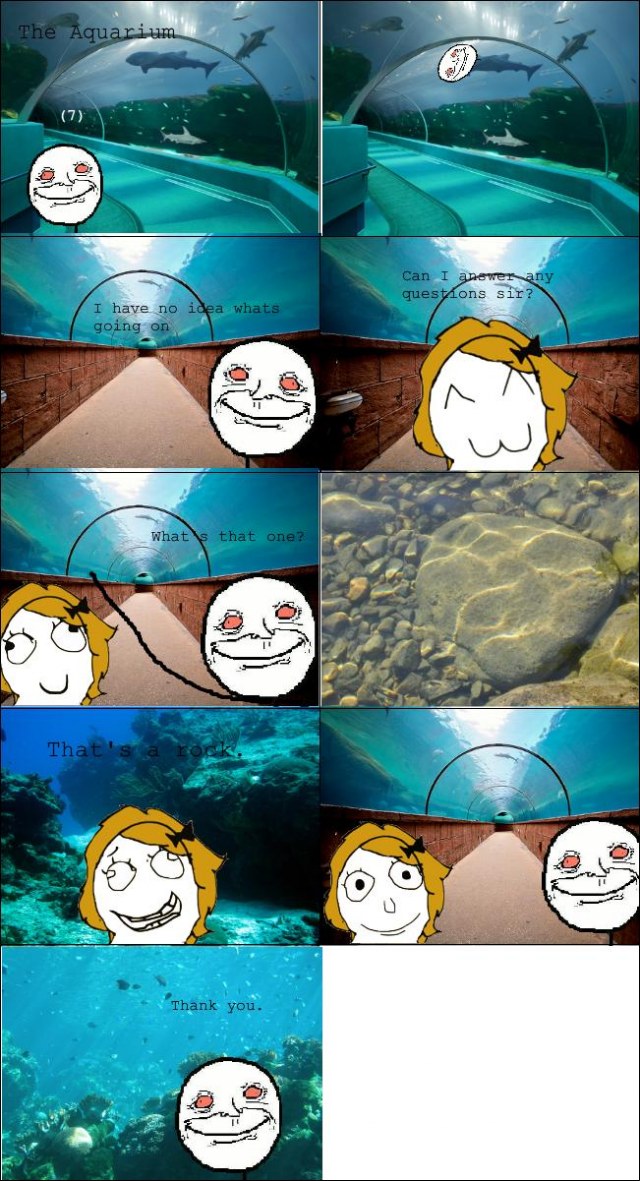 The Aquarium
(7)
I have no idea whats
going on
Can I answer any
questions sir?
What's that one?
That's a rock.
Thank you.